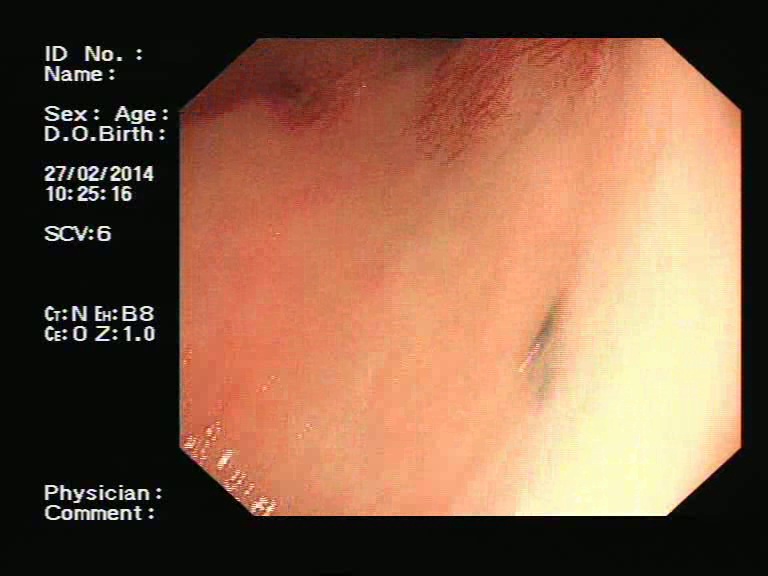 ID No. :
Name:
Sex: Age:
D.O.Birth:
27/02/2014
10:25:16
SCV:6
CT:N EH:B8
CE:0 Z:1.0
Physician:
Comment: